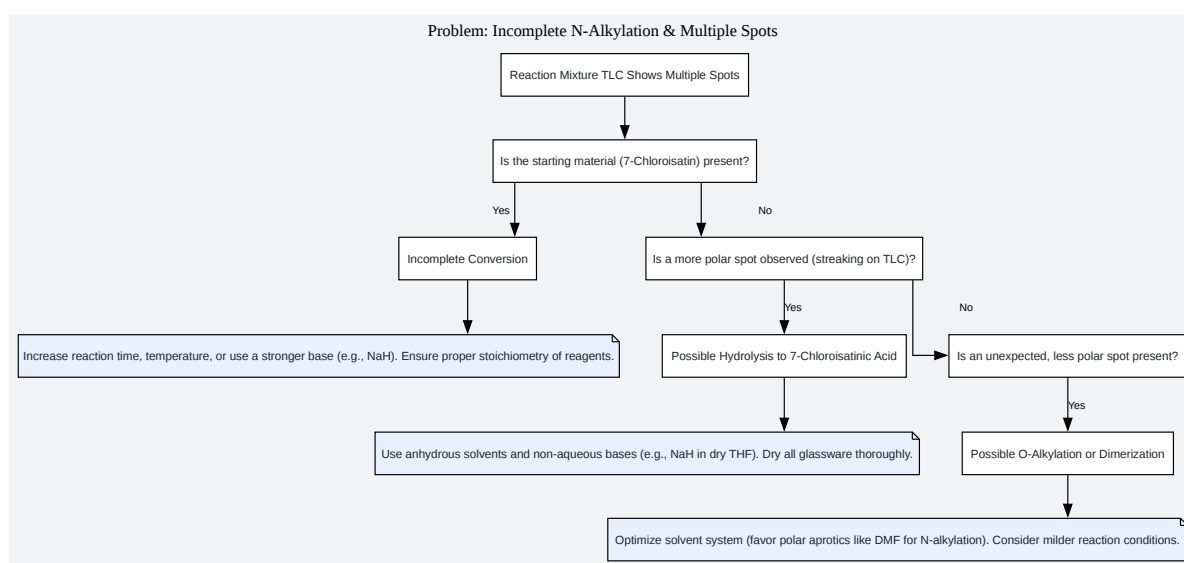 Problem: Incomplete N-Alkylation & Multiple Spots
Reaction Mixture TLC Shows Multiple Spots
Is the starting material (7-Chloroisatin) present?
Yes
No
Incomplete Conversion
Is a more polar spot observed (streaking on TLC)?
Yes
No
Increase reaction time, temperature, or use a stronger base (e.g., NaH). Ensure proper stoichiometry of reagents.
Possible Hydrolysis to 7-Chloroisatinic Acid
Is an unexpected, less polar spot present?
Yes
Use anhydrous solvents and non-aqueous bases (e.g., NaH in dry THF). Dry all glassware thoroughly.
Possible O-Alkylation or Dimerization
Optimize solvent system (favor polar aprotics like DMF for N-alkylation). Consider milder reaction conditions.